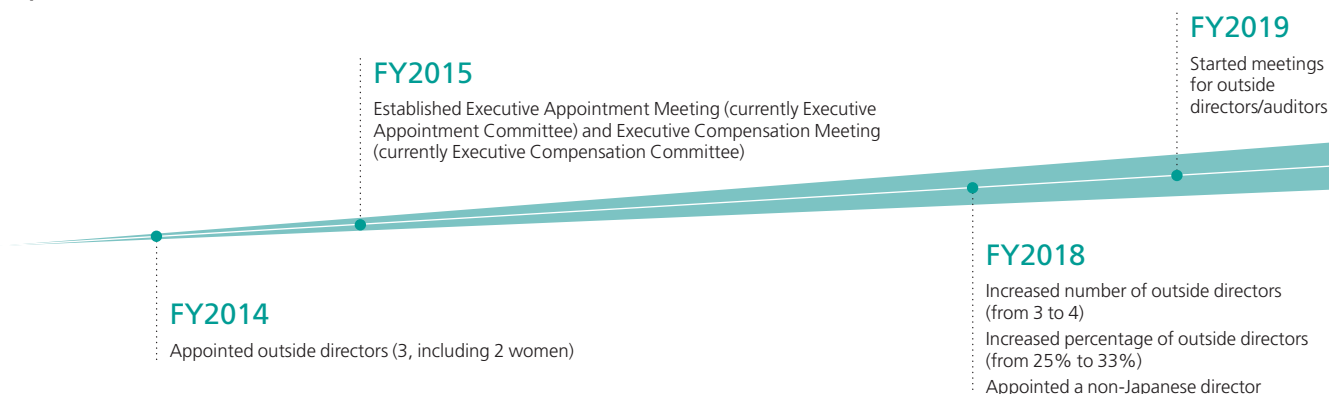 FY2019
Started meetings
for outside
directors/auditors
FY2015
Established Executive Appointment Meeting (currently Executive
Appointment Committee) and Executive Compensation Meeting
(currently Executive Compensation Committee)
FY2018
Increased number of outside directors
(from 3 to 4)
Increased percentage of outside directors
(from 25% to 33%)
Appointed a non-Japanese director
FY2014
Appointed outside directors (3, including 2 women)